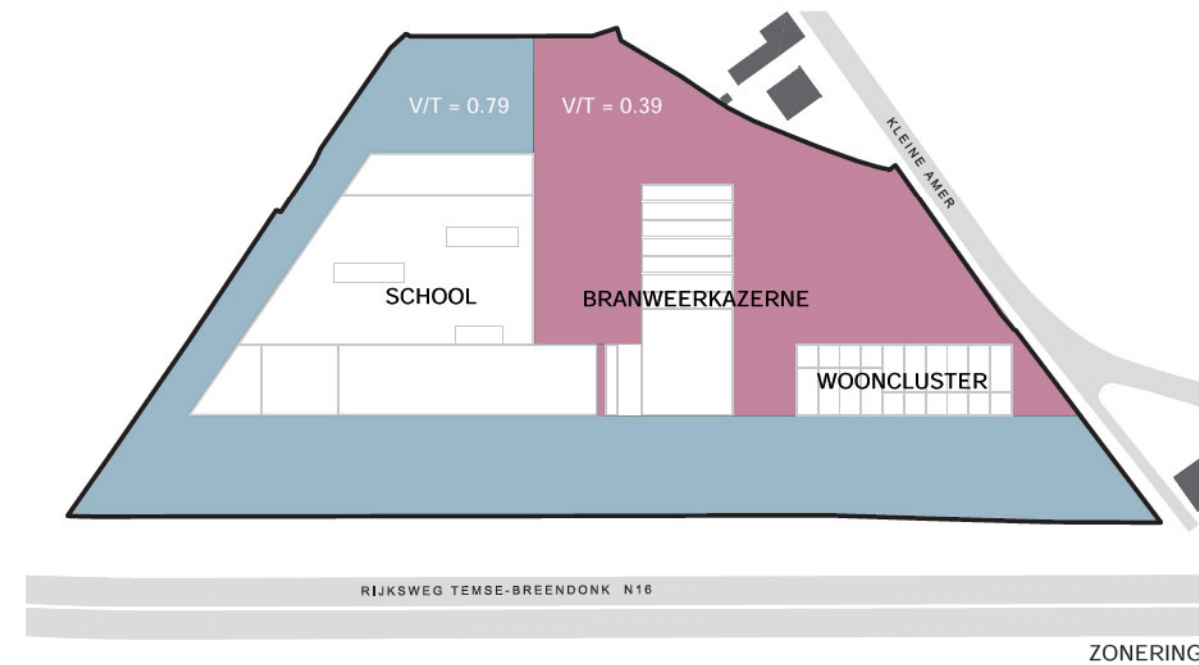 V/T = 0.79
V/T = 0.39
KLEINE AMER
SCHOOL
BRANWEERKAZERNE
WOONCLUSTER
RIJKSWEG TEMSE-BREENDONK N16
ZONERING